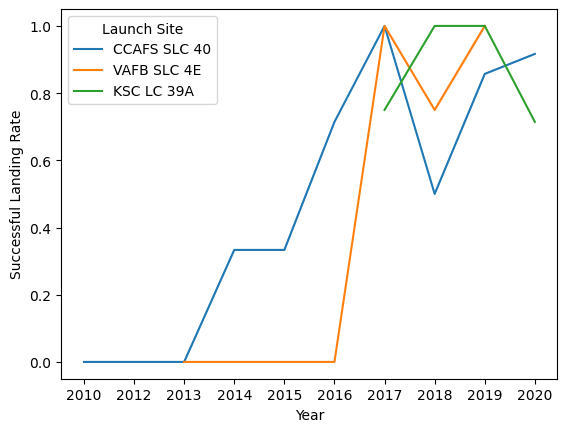 Launch Site
CCAFS SLC 40
VAFB SLC 4E
KSC LC 39A
Successful Landing Rate
1.0
0.8
0.6
0.4
0.2
0.0
2010 2012 2013 2014 2015 2016 2017 2018 2019 2020
Year